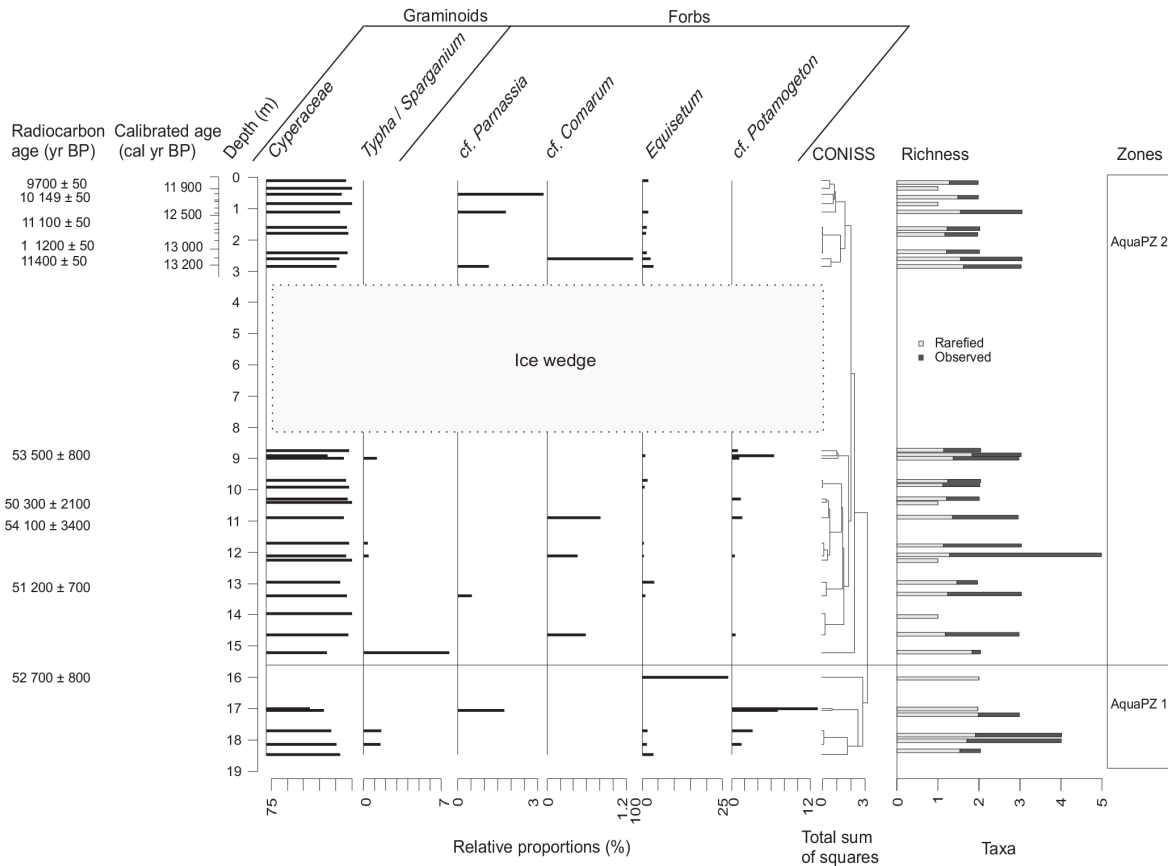 Graminoids
Forbs
Radiocarbon
age (yr BP)
Calibrated age
(cal yr BP)
Depth (m)
Cyperaceae
Typha / Sparganium
cf. Parnassia
cf. Comarum
Equisetum
cf. Potamogeton
CONISS
Richness
Zones
9700 ± 50
10 149 ± 50
11 100 ± 50
1 1200 ± 50
11400 ± 50
53 500 ± 800
50 300 ± 2100
54 100 ± 3400
51 200 ± 700
52 700 ± 800
11 900
12 500
13 000
13 200
0
1
2
3
4
5
6
7
8
9
10
11
12
13
14
15
16
17
18
19
Ice wedge
Rarefied
Observed
AquaPZ 2
AquaPZ 1
75
0
7
0
3
0
1.2
100
0
25
0
12
0
3
0
1
2
3
4
5
Relative proportions (%)
Total sum
of squares
Taxa